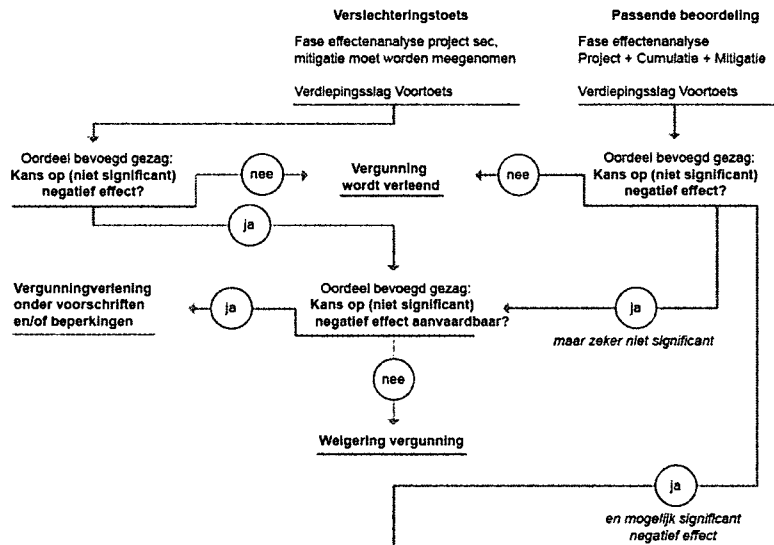 Verslechteringstoets
Fase effectenanalyse project sec,
mitigatie moet worden meegenomen
Verdiepingsslag Voortoets
Passende beoordeling
Fase effectenanalyse
Project + Cumulatie + Mitigatie
Verdiepingsslag Voortoets
Oordeel bevoegd gezag:
Kans op (niet significant)
negatief effect?
nee
Vergunning
wordt verleend
nee
Oordeel bevoegd gezag:
Kans op (niet significant)
negatief effect?
ja
Vergunningverlening
onder voorschriften
en/of beperkingen
ja
Oordeel bevoegd gezag:
Kans op (niet significant)
negatief effect aanvaardbaar?
ja
maar zeker niet significant
nee
Weigering vergunning
ja
en mogelijk significant
negatief effect